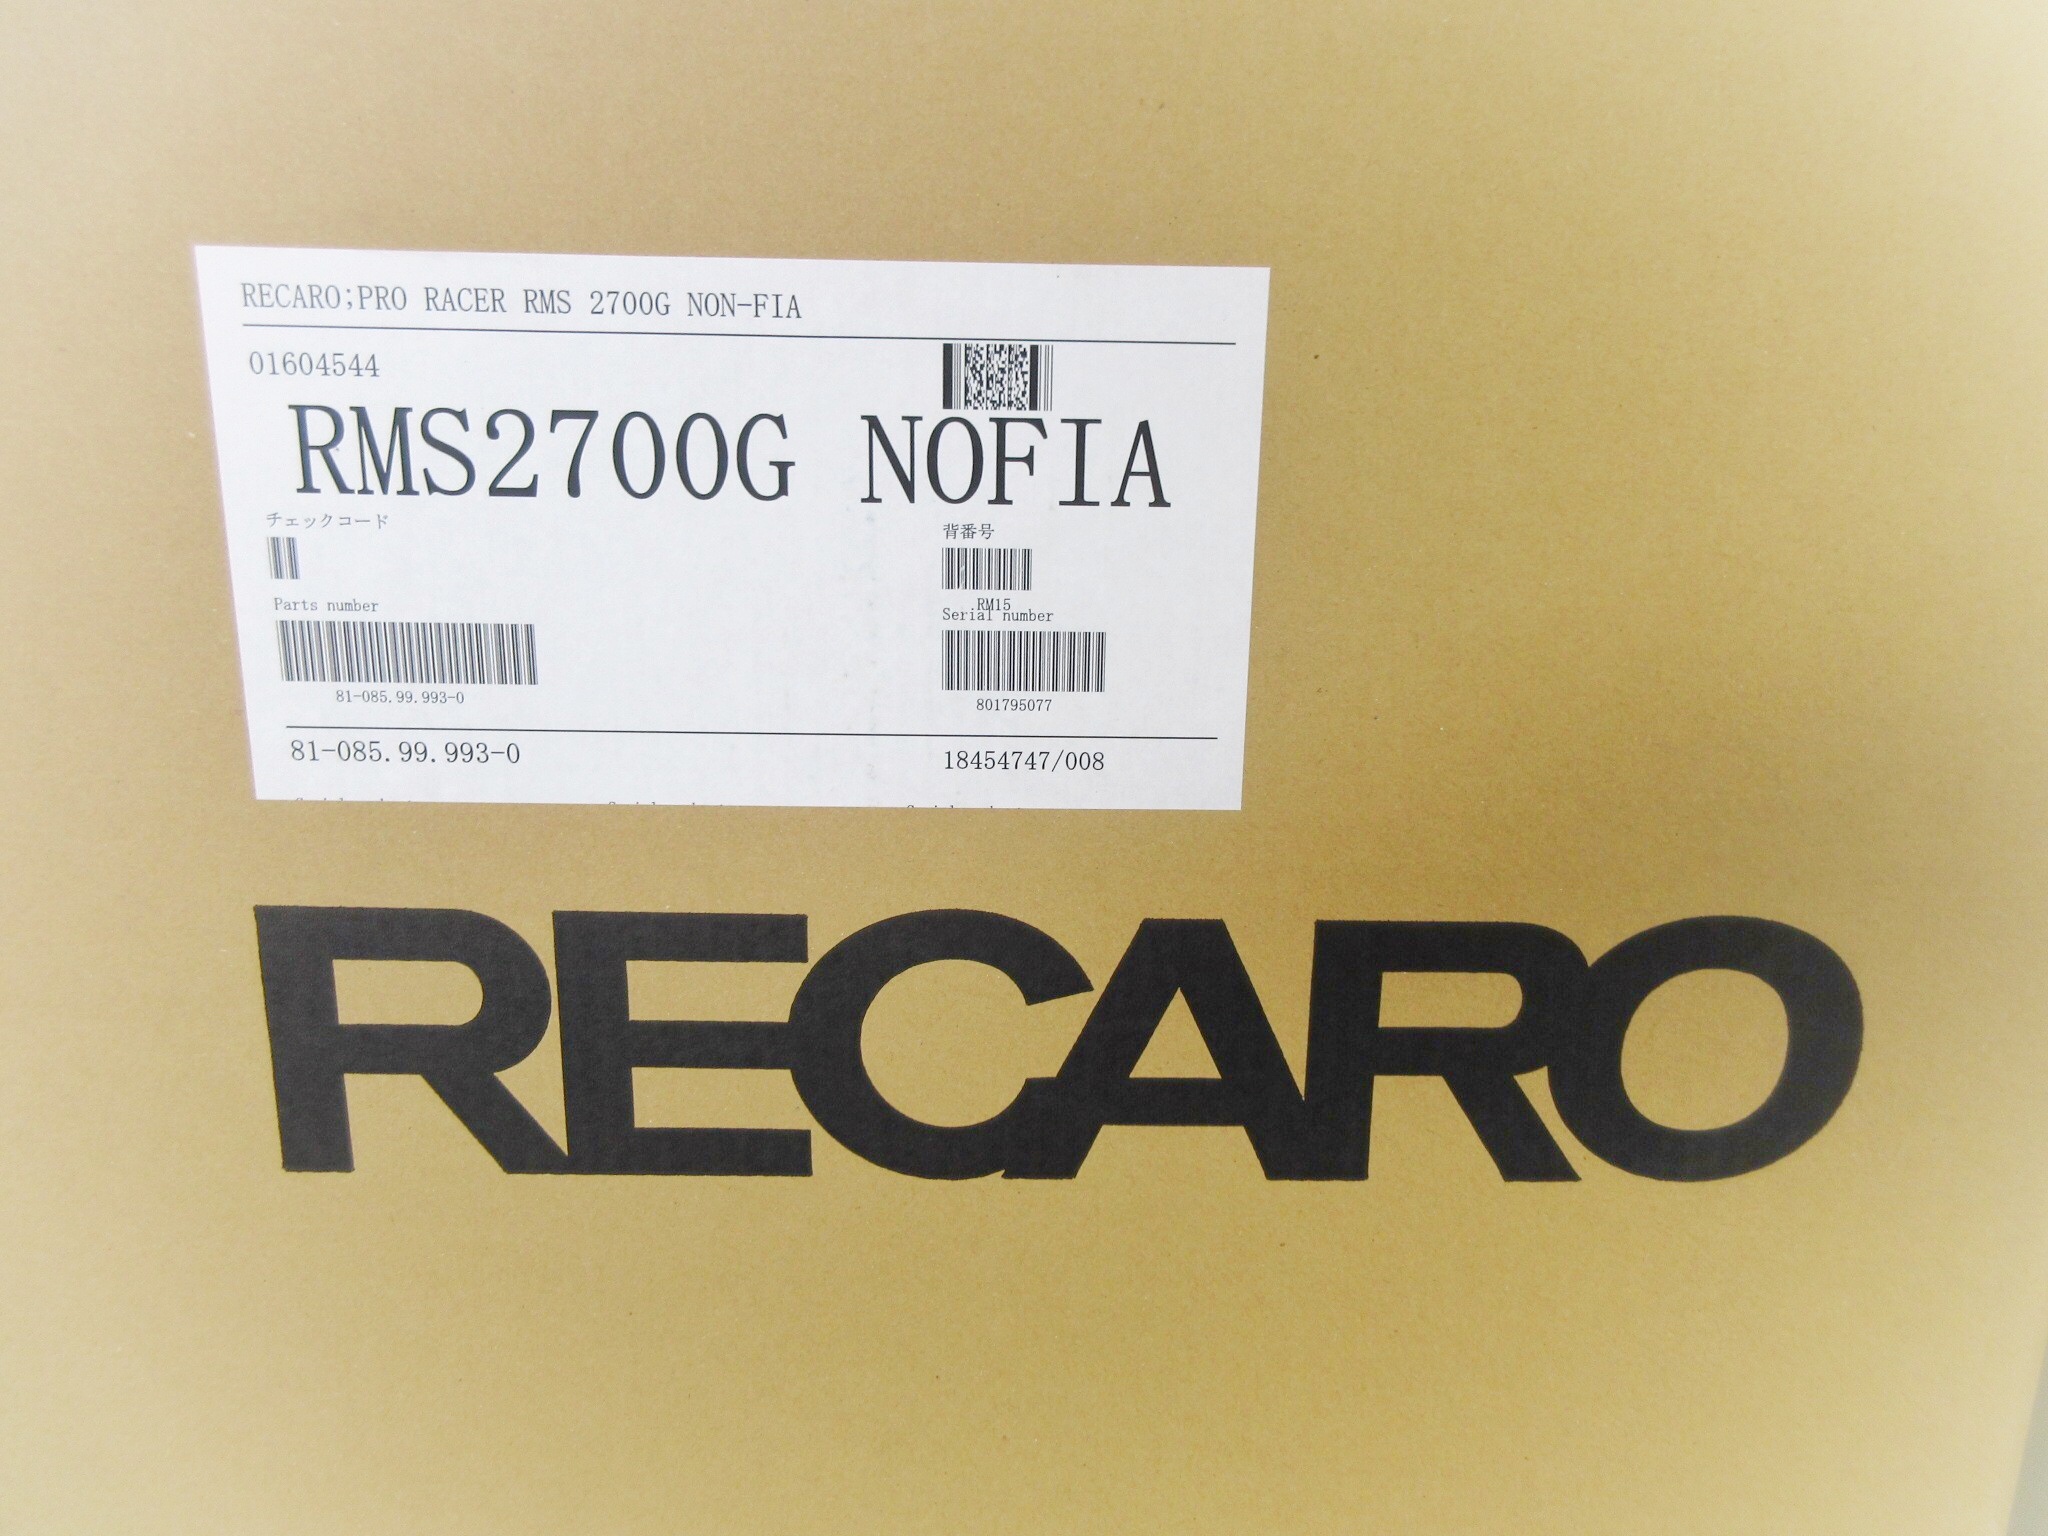 RECARO;PRO RACER RMS 2700G NON-FIA
01604544
RMS2700G NOFIA
チェックコード
背番号
RM15
Parts number
Serial number
81-085.99.993-0
801795077
81-085.99.993-0
18454747/008
RECARO